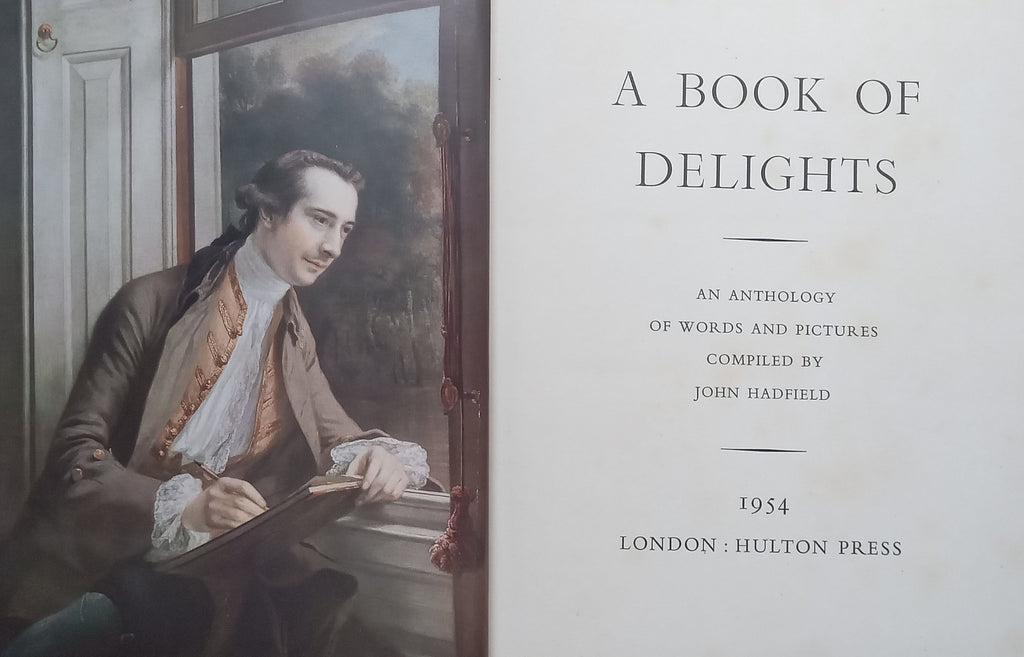 A BOOK OF
DELIGHTS
AN ANTHOLOGY
OF WORDS AND PICTURES
COMPILED BY
JOHN HADFIELD
1954
LONDON : HULTON PRESS